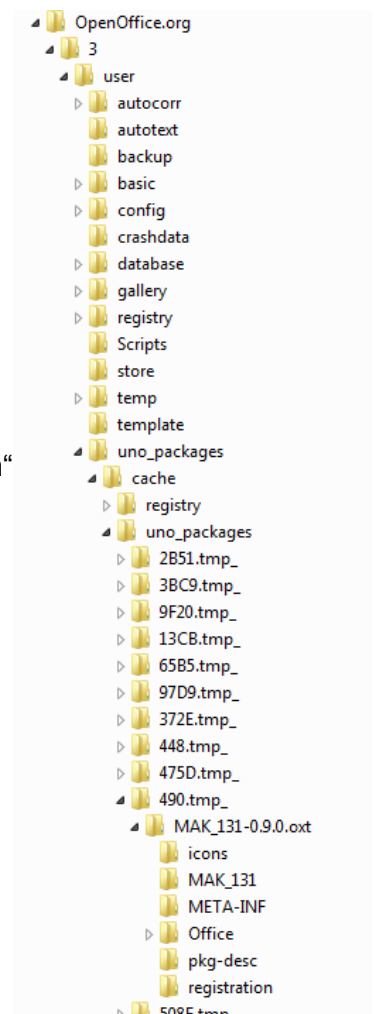 OpenOffice.org
3
user
autocorr
autotext
backup
basic
config
crashdata
database
gallery
registry
Scripts
store
temp
template
uno_packages
cache
registry
uno_packages
2B51.tmp_
3BC9.tmp_
9F20.tmp_
13CB.tmp_
65B5.tmp_
97D9.tmp_
372E.tmp_
448.tmp_
475D.tmp_
490.tmp_
MAK_131-0.9.0.oxt
icons
MAK_131
META-INF
Office
pkg-desc
registration